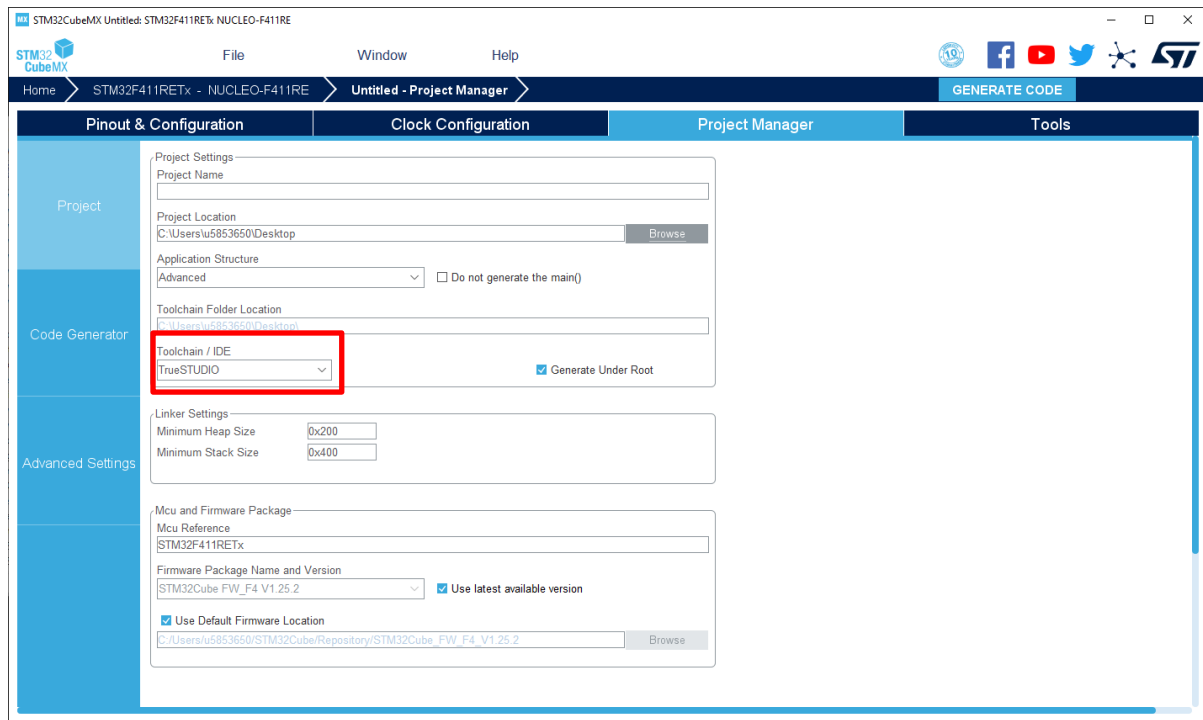 MX STM32CubeMX Untitled: STM32F411RETx NUCLEO-F411RE
STM32
CubeMX
File Window Help
10
ST
Home STM32F411RETx - NUCLEO-F411RE Untitled - Project Manager GENERATE CODE
Pinout & Configuration Clock Configuration Project Manager Tools
Project
Code Generator
Advanced Settings
Project Settings
Project Name
Project Location
C:\Users\u5853650\Desktop Browse
Application Structure
Advanced Do not generate the main()
Toolchain Folder Location
C:\Users\u5853650\Desktop\
Toolchain / IDE
TrueSTUDIO Generate Under Root
Linker Settings
Minimum Heap Size 0x200
Minimum Stack Size 0x400
Mcu and Firmware Package
Mcu Reference
STM32F411RETx
Firmware Package Name and Version
STM32Cube FW_F4 V1.25.2 Use latest available version
Use Default Firmware Location
C:/Users/u5853650/STM32Cube/Repository/STM32Cube_FW_F4_V1.25.2 Browse